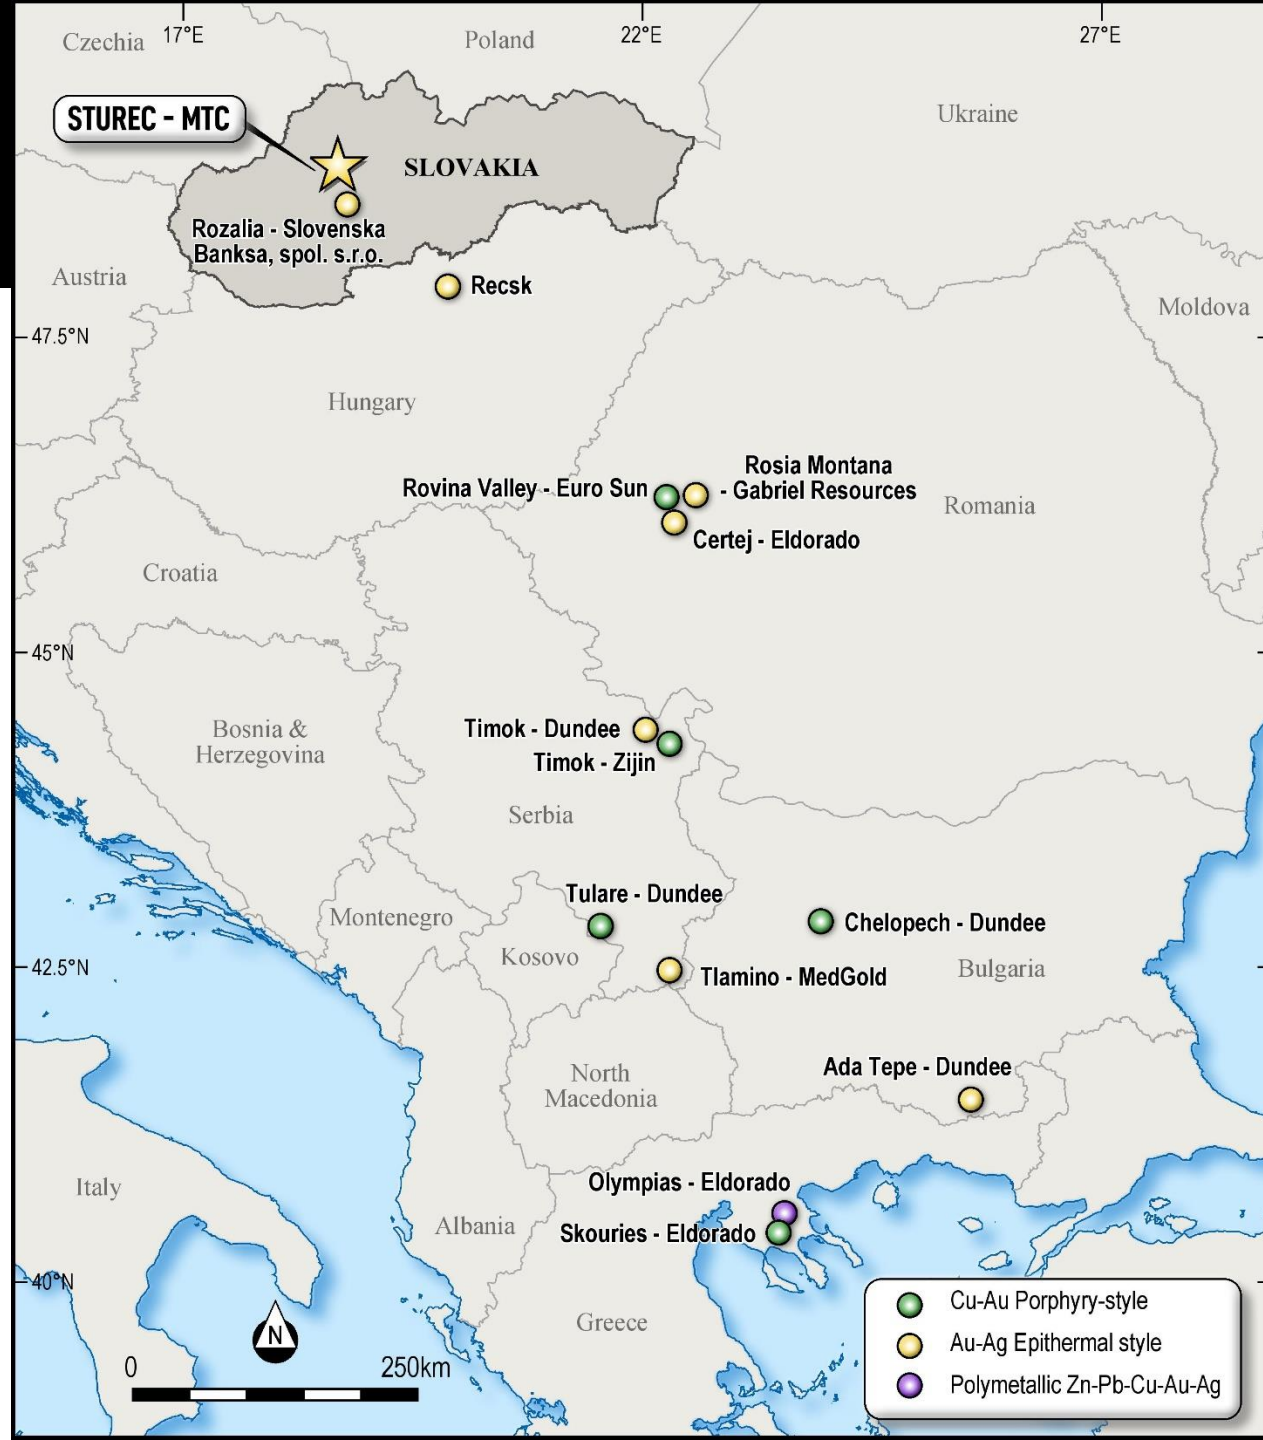 17°E
22°E
27°E
Czechia
Poland
Ukraine
STUREC - MTC
SLOVAKIA
Rozalia - Slovenska
Banksa, spol. s.r.o.
Austria
Recsk
Moldova
47.5°N
Hungary
Rosia Montana
- Gabriel Resources
Rovina Valley - Euro Sun
Romania
Certej - Eldorado
Croatia
45°N
Bosnia &
Herzegovina
Timok - Dundee
Timok - Zijin
Serbia
Tulare - Dundee
Montenegro
Chelopech - Dundee
Kosovo
42.5°N
Tlamino - MedGold
Bulgaria
Ada Tepe - Dundee
North
Macedonia
Italy
Olympias - Eldorado
Albania
Skouries - Eldorado
40°N
Greece
N
0
250km
Cu-Au Porphyry-style
Au-Ag Epithermal style
Polymetallic Zn-Pb-Cu-Au-Ag